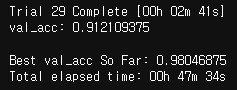 Trial 29 Complete [00h 02m 41s]
val_acc: 0.912109375
Best val_acc So Far: 0.98046875
Total elapsed time: 00h 47m 34s